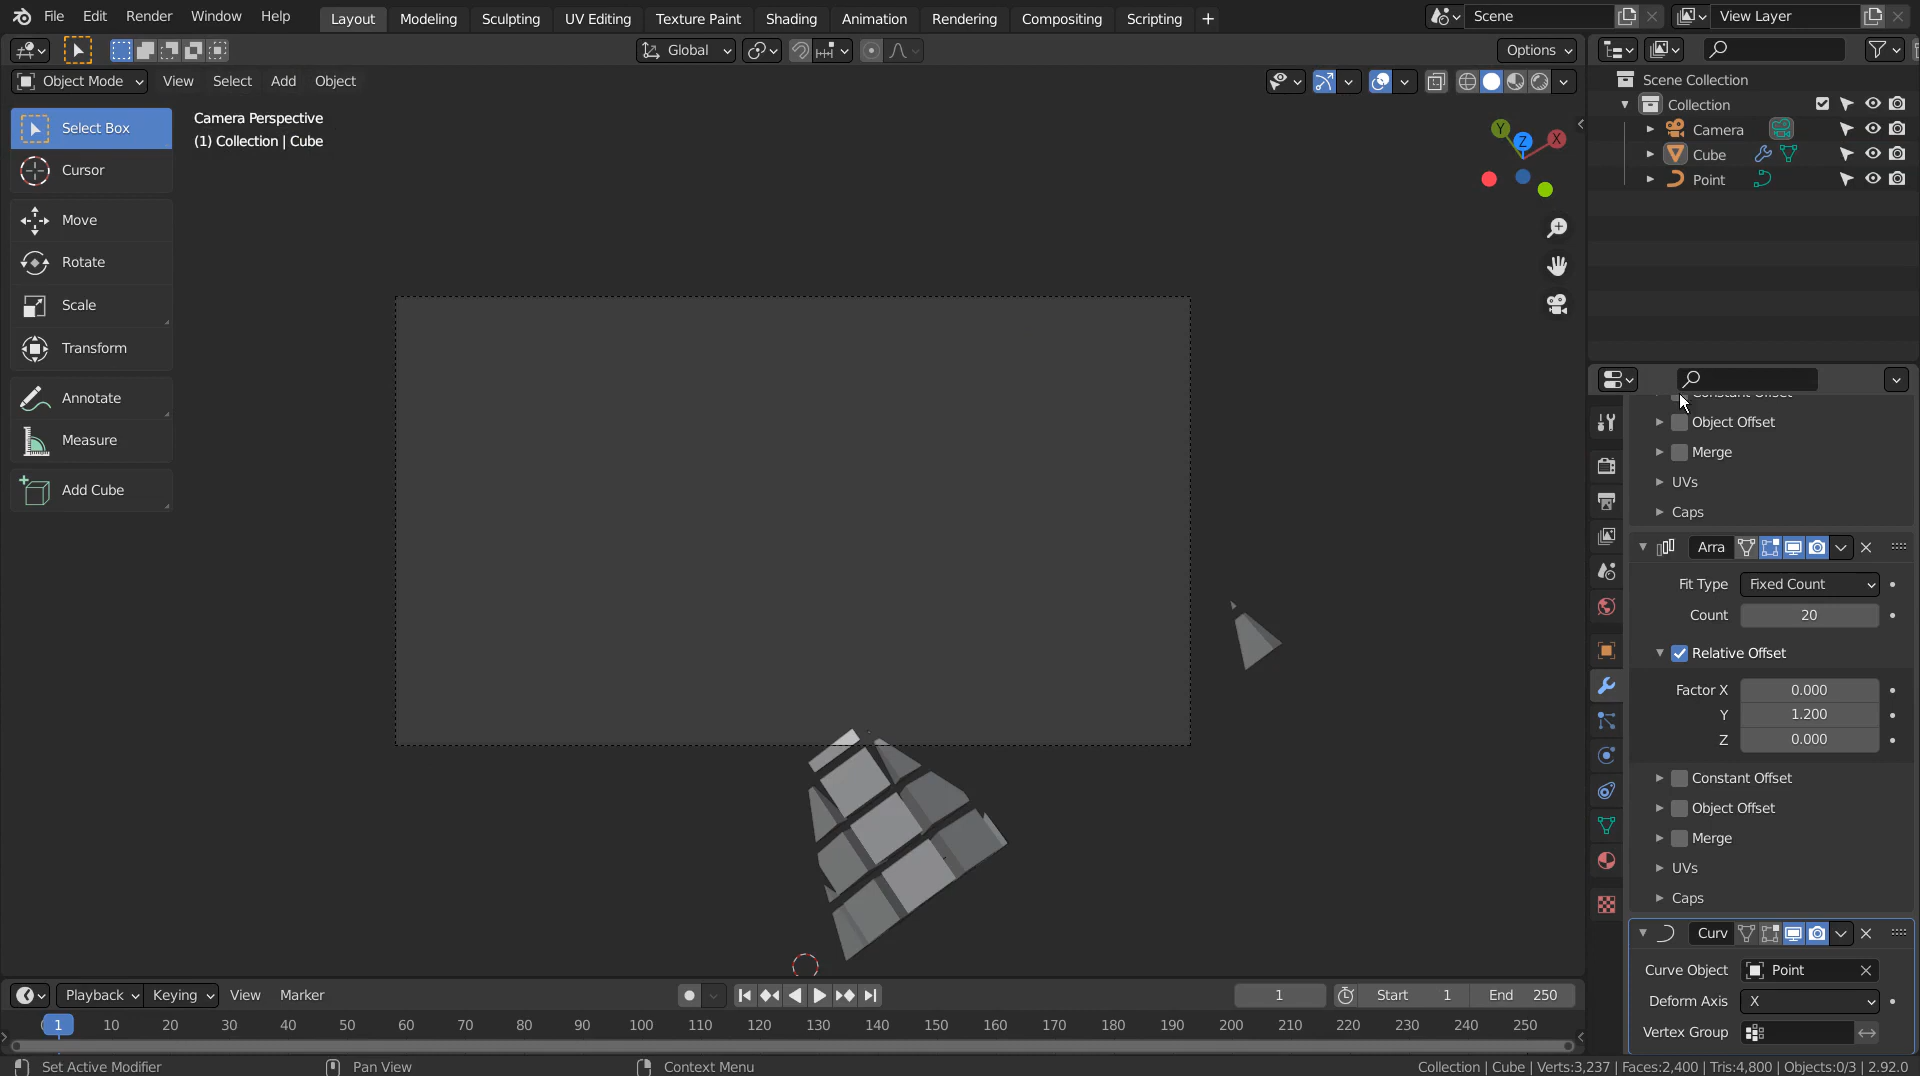 File Edit Render Window Help Layout Modeling Sculpting UV Editing Texture Paint Shading Animation Rendering Compositing Scripting + Scene View Layer
Global Options
Object Mode View Select Add Object
Scene Collection
Collection
Camera
Cube
Point
Select Box
Cursor
Move
Rotate
Scale
Transform
Annotate
Measure
Add Cube
Camera Perspective
(1) Collection | Cube
Y Z X
Constant Offset
Object Offset
Merge
UVs
Caps
Arra
Fit Type Fixed Count
Count 20
Relative Offset
Factor X 0.000
Y 1.200
Z 0.000
Constant Offset
Object Offset
Merge
UVs
Caps
Curv
Curve Object Point
Deform Axis X
Vertex Group
Playback Keying View Marker 1 Start 1 End 250
1 10 20 30 40 50 60 70 80 90 100 110 120 130 140 150 160 170 180 190 200 210 220 230 240 250
Set Active Modifier Pan View Context Menu Collection | Cube | Verts:3,237 | Faces:2,400 | Tris:4,800 | Objects:0/3 | 2.92.0